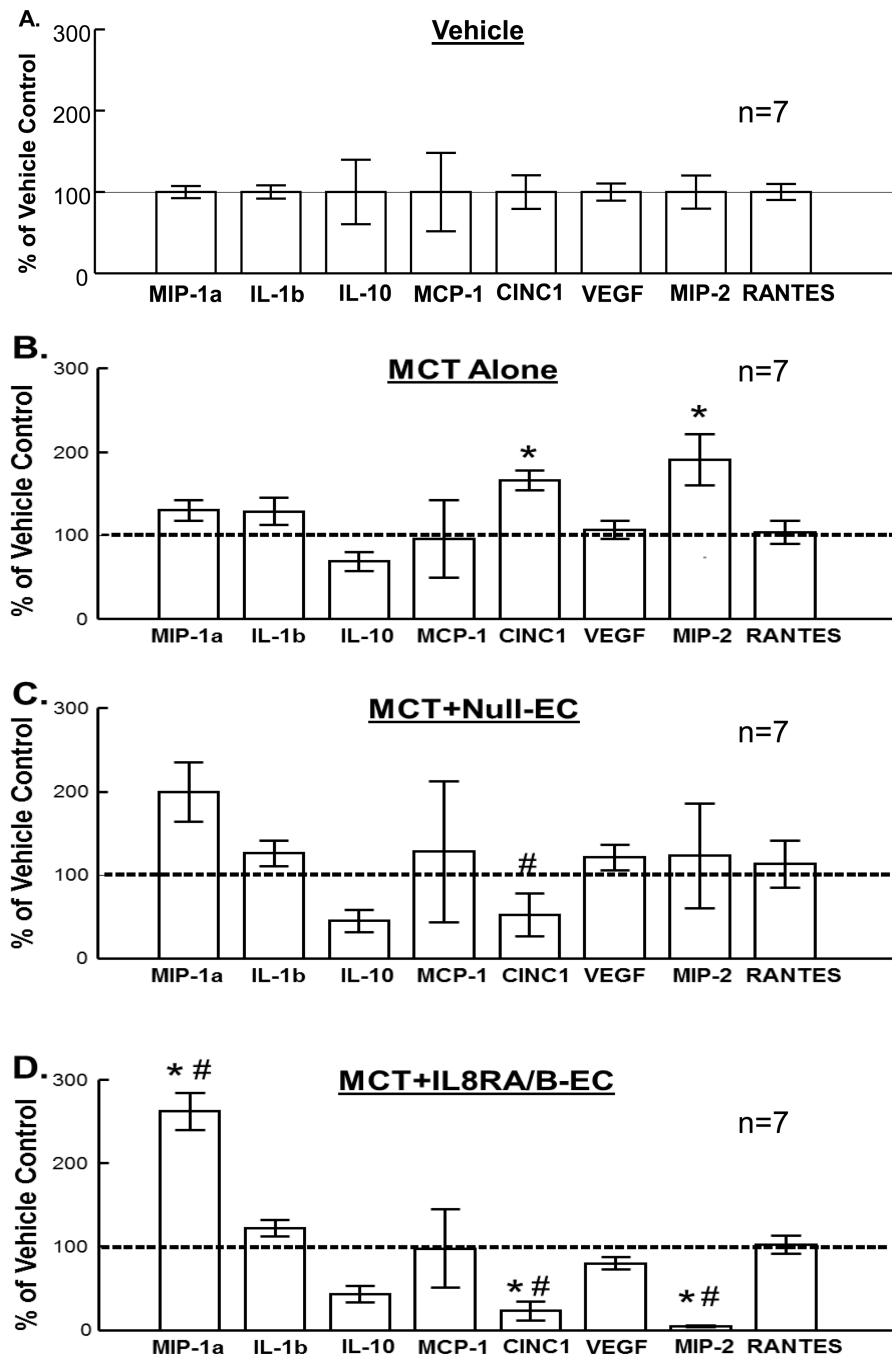 A.
Vehicle
n=7
% of Vehicle Control
300
200
100
0
MIP-1a IL-1b IL-10 MCP-1 CINC1 VEGF MIP-2 RANTES
B.
MCT Alone
n=7
% of Vehicle Control
300
200
100
0
* *
MIP-1a IL-1b IL-10 MCP-1 CINC1 VEGF MIP-2 RANTES
C.
MCT+Null-EC
n=7
% of Vehicle Control
300
200
100
0
#
MIP-1a IL-1b IL-10 MCP-1 CINC1 VEGF MIP-2 RANTES
D.
MCT+IL8RA/B-EC
n=7
% of Vehicle Control
300
200
100
0
* #
* # * #
MIP-1a IL-1b IL-10 MCP-1 CINC1 VEGF MIP-2 RANTES